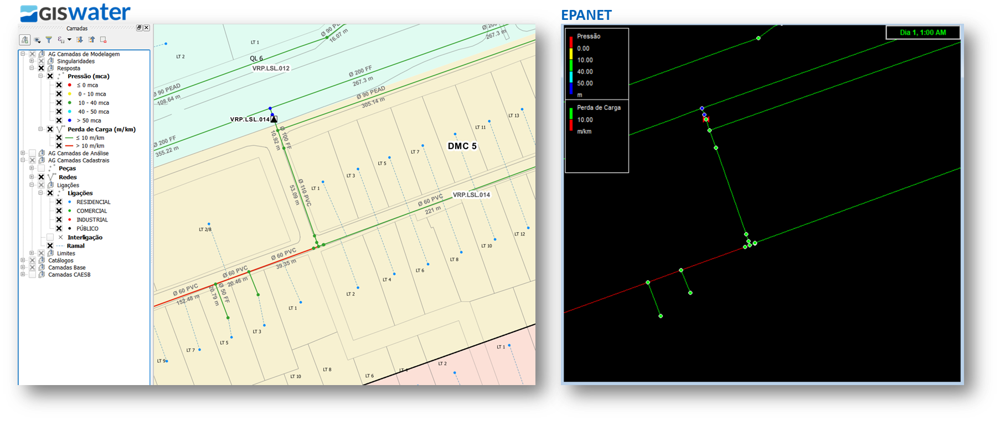 GISwater
EPANET
Camadas
AG Camadas de Modelagem
Singularidades
Resposta
Pressão (mca)
≤ 0 mca
0 - 10 mca
10 - 40 mca
40 - 50 mca
> 50 mca
Perda de Carga (m/km)
≤ 10 m/km
> 10 m/km
AG Camadas de Análise
AG Camadas Cadastrais
Peças
Redes
Ligações
Ligações
RESIDENCIAL
COMERCIAL
INDUSTRIAL
PÚBLICO
Interligação
Ramal
Limites
Catálogos
Camadas Base
Camadas CAESB
LT 1
LT 2
QL 6
VRP.LSL.012
Ø 90 PE
16.07 m
Ø 200
267.3 m
Ø 200 FF
267.3 m
Ø 90 PEAD
108.64 m
Ø 90 PEAD
305.14 m
VRP.LSL.014
Ø 200 FF
355.22 m
Ø 100 FF
10.92 m
LT 13
LT 11
DMC 5
LT 7
LT 5
LT 3
LT 1
Ø 110 PVC
53.09 m
VRP.LSL.014
Ø 60 PVC
221 m
LT 2/8
LT 12
LT 10
LT 8
LT 6
LT 4
LT 2
Ø 60 PVC
39.35 m
Ø 60 PVC
20.46 m
Ø 60 PVC
152.48 m
Ø 50 FF
20.79 m
LT 1
LT 3
LT 5
LT 7
LT 9
LT 10
LT 8
LT 6
LT 2
LT 1
Pressão
0.00
10.00
40.00
50.00
m
Perda de Carga
10.00
m/km
Dia 1, 1:00 AM